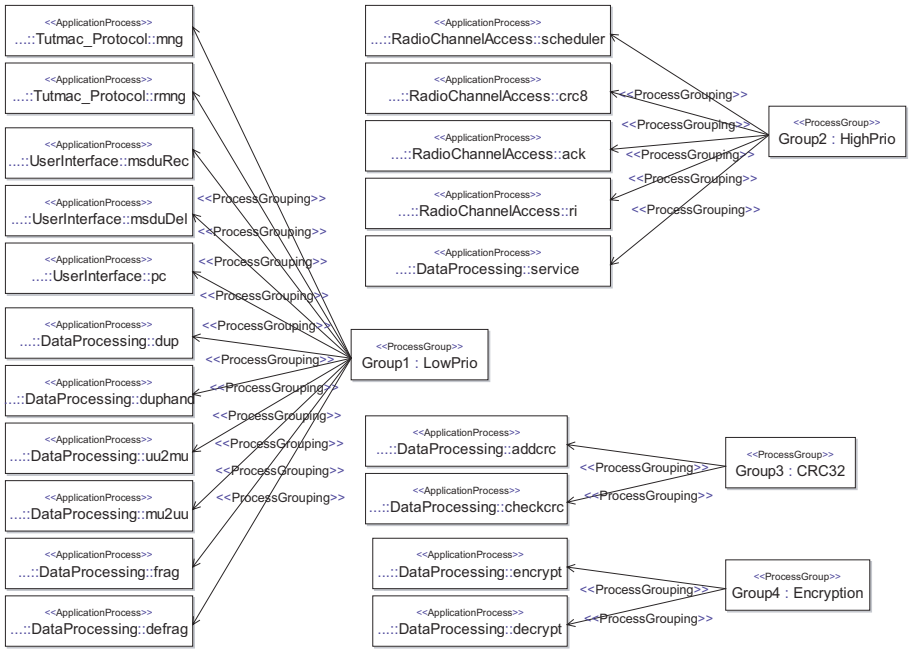 <<ApplicationProcess>>
...::Tutmac_Protocol::mng
<<ApplicationProcess>>
...::Tutmac_Protocol::rmng
<<ApplicationProcess>>
...::UserInterface::msduRec
<<ApplicationProcess>>
...::UserInterface::msduDel
<<ApplicationProcess>>
...::UserInterface::pc
<<ApplicationProcess>>
...::DataProcessing::dup
<<ApplicationProcess>>
...::DataProcessing::duphand
<<ApplicationProcess>>
...::DataProcessing::uu2mu
<<ApplicationProcess>>
...::DataProcessing::mu2uu
<<ApplicationProcess>>
...::DataProcessing::frag
<<ApplicationProcess>>
...::DataProcessing::defrag
<<ProcessGrouping>>
<<ProcessGrouping>>
<<ProcessGrouping>>
<<ProcessGrouping>>
<<ProcessGrouping>>
<<ProcessGrouping>>
<<ProcessGrouping>>
<<ProcessGrouping>>
<<ProcessGrouping>>
<<ProcessGrouping>>
<<ProcessGrouping>>
<<ProcessGroup>>
Group1 : LowPrio
<<ApplicationProcess>>
...::RadioChannelAccess::scheduler
<<ApplicationProcess>>
...::RadioChannelAccess::crc8
<<ApplicationProcess>>
...::RadioChannelAccess::ack
<<ApplicationProcess>>
...::RadioChannelAccess::ri
<<ApplicationProcess>>
...::DataProcessing::service
<<ProcessGrouping>>
<<ProcessGrouping>>
<<ProcessGrouping>>
<<ProcessGrouping>>
<<ProcessGrouping>>
<<ProcessGroup>>
Group2 : HighPrio
<<ApplicationProcess>>
...::DataProcessing::addcrc
<<ApplicationProcess>>
...::DataProcessing::checkcrc
<<ProcessGrouping>>
<<ProcessGrouping>>
<<ProcessGroup>>
Group3 : CRC32
<<ApplicationProcess>>
...::DataProcessing::encrypt
<<ApplicationProcess>>
...::DataProcessing::decrypt
<<ProcessGrouping>>
<<ProcessGrouping>>
<<ProcessGroup>>
Group4 : Encryption